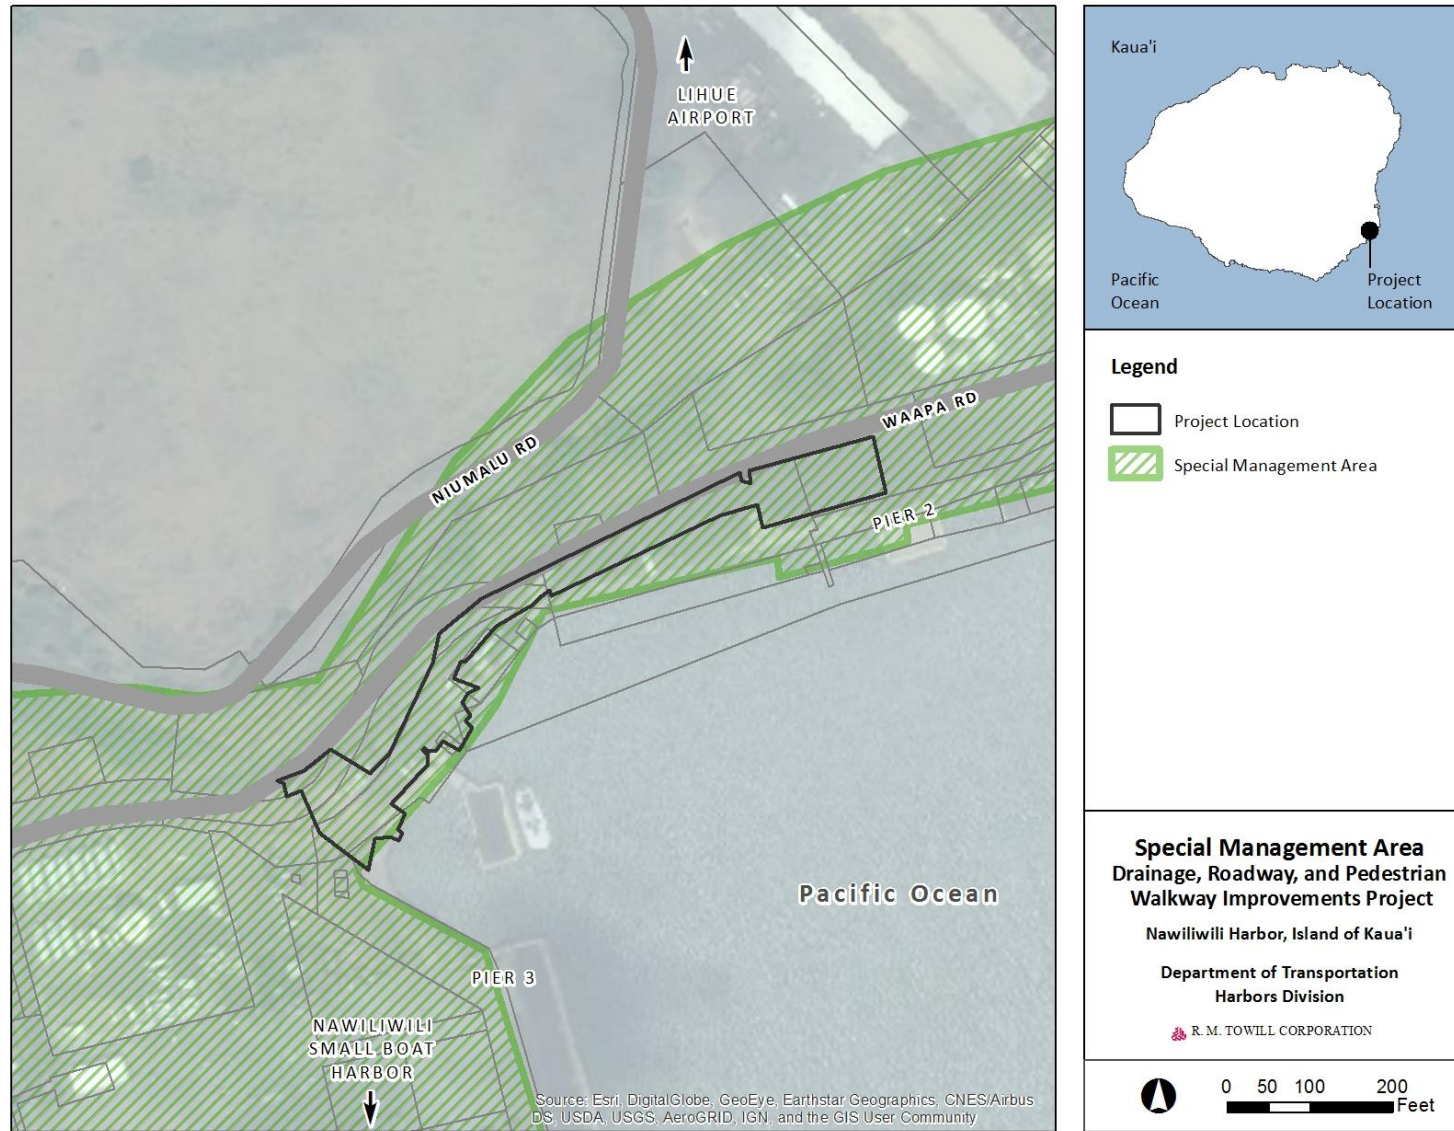 LIHUE
AIRPORT
NIUMALU RD
WAAPA RD
PIER 2
Pacific Ocean
PIER 3
NAWILIWILI
SMALL BOAT
HARBOR
Source: Esri, DigitalGlobe, GeoEye, Earthstar Geographics, CNES/Airbus
DS, USDA, USGS, AeroGRID, IGN, and the GIS User Community
Kaua'i
Pacific
Ocean
Project
Location
Legend
Project Location
Special Management Area
Special Management Area
Drainage, Roadway, and Pedestrian
Walkway Improvements Project
Nawiliwili Harbor, Island of Kaua'i
Department of Transportation
Harbors Division
R. M. TOWILL CORPORATION
0 50 100 200
Feet